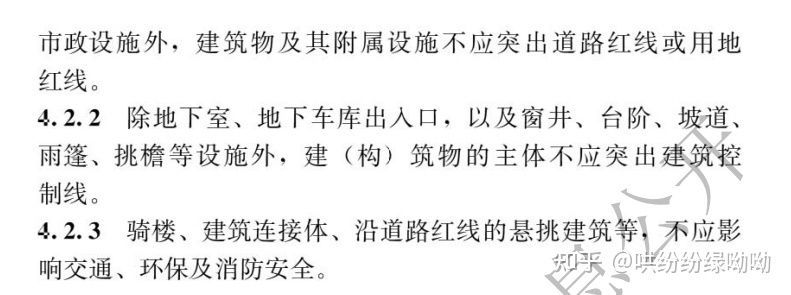 市政设施外，建筑物及其附属设施不应突出道路红线或用地
红线。
4.2.2 除地下室、地下车库出入口，以及窗井、台阶、坡道、
雨篷、挑檐等设施外，建（构）筑物的主体不应突出建筑控
制线。
4.2.3 骑楼、建筑连接体、沿道路红线的悬挑建筑等，不应影
响交通、环保及消防安全。
息公开
知乎 @哄纷纷绿呦呦